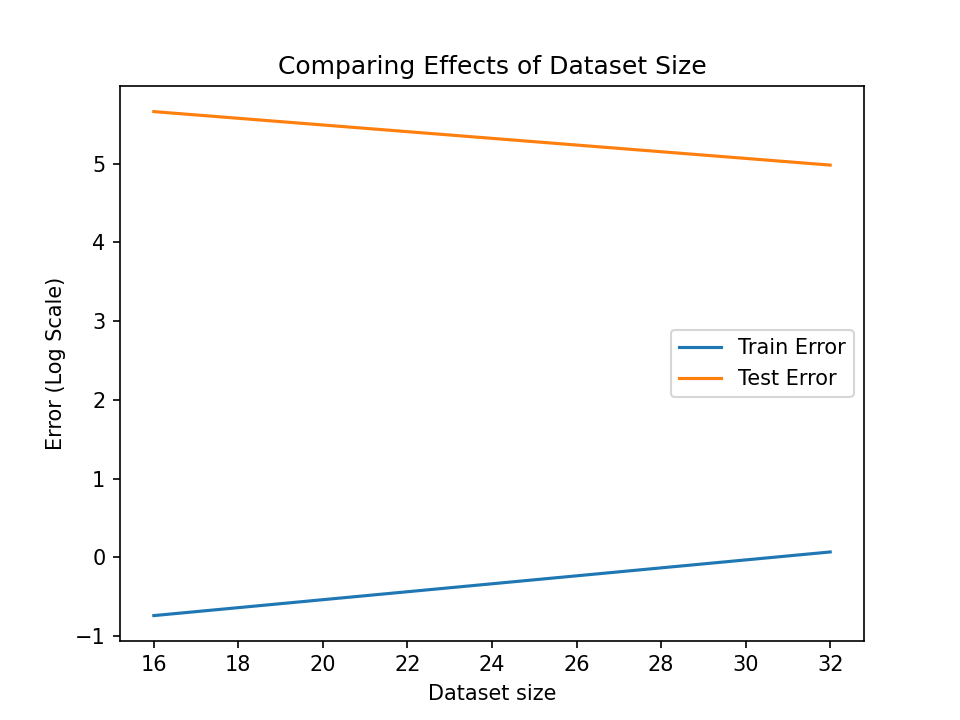 Comparing Effects of Dataset Size
Error (Log Scale)
5
4
3
2
1
0
−1
Train Error
Test Error
16 18 20 22 24 26 28 30 32
Dataset size